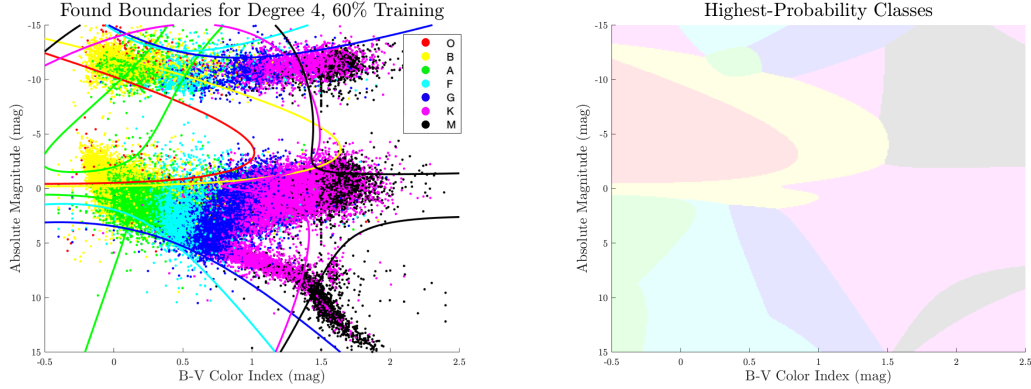 Found Boundaries for Degree 4, 60% Training
-15
-10
-5
0
5
10
15
Absolute Magnitude (mag)
O
B
A
F
G
K
M
-0.5
0
0.5
1
1.5
2
2.5
B-V Color Index (mag)
Highest-Probability Classes
-15
-10
-5
0
5
10
15
Absolute Magnitude (mag)
-0.5
0
0.5
1
1.5
2
2.5
B-V Color Index (mag)